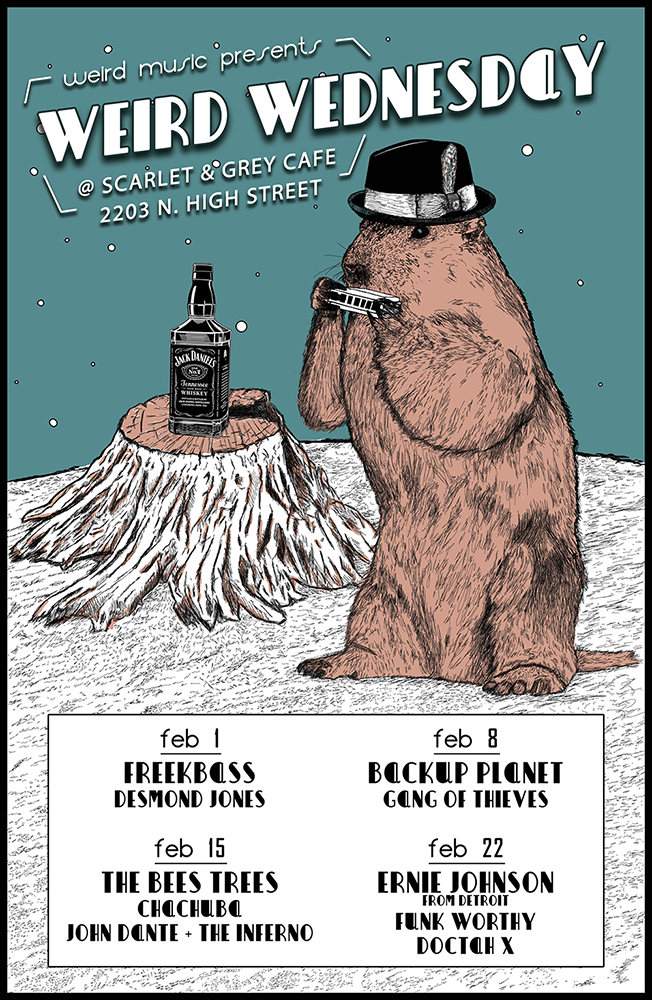 weird music presents
WEIRD WEDNESDAY
@ SCARLET & GREY CAFE
2203 N. HIGH STREET
JACK DANIEL'S
OLD
No.7
BRAND
Tennessee
WHISKEY
feb 1
FREEKBASS
DESMOND JONES
feb 8
BACKUP PLANET
GANG OF THIEVES
feb 15
THE BEES TREES
CHACHUBA
JOHN DANTE + THE INFERNO
feb 22
ERNIE JOHNSON
FROM DETROIT
FUNK WORTHY
DOCTAH X